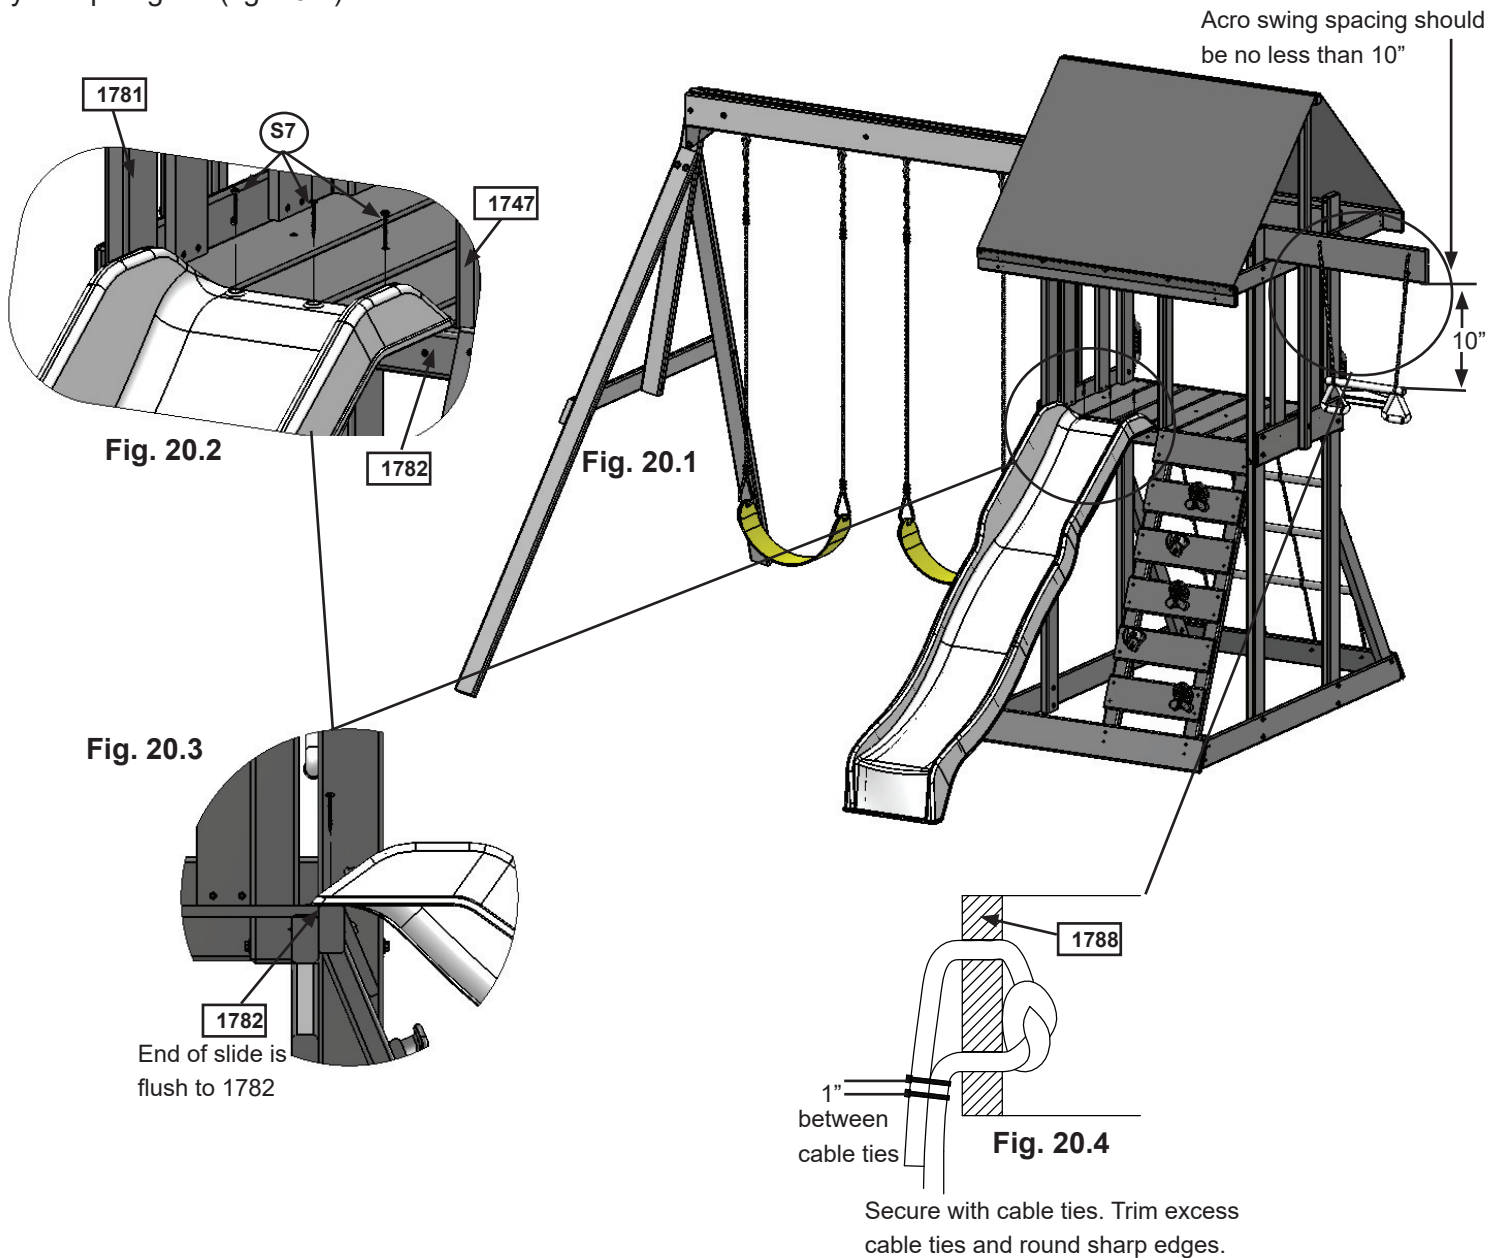 Acro swing spacing should
be no less than 10”
1781
S7
1747
10”
Fig. 20.2
1782
Fig. 20.1
Fig. 20.3
1782
End of slide is
flush to 1782
1788
1”
between
cable ties
Fig. 20.4
Secure with cable ties. Trim excess
cable ties and round sharp edges.